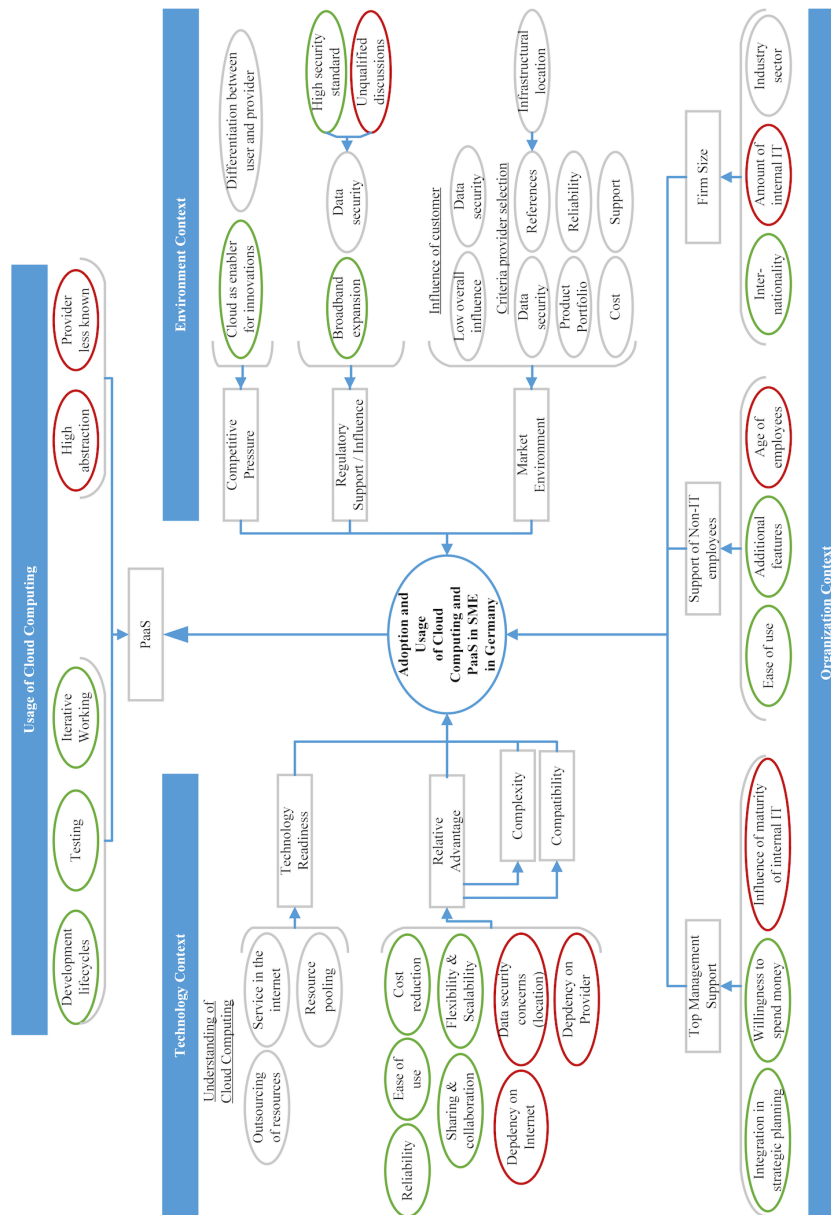 Usage of Cloud Computing
Development
lifecycles
Testing
Iterative
Working
High
abstraction
Provider
less known
PaaS
Technology Context
Understanding of
Cloud Computing
Outsourcing
of resources
Service in the
internet
Resource
pooling
Technology
Readiness
Reliability
Ease of
use
Cost
reduction
Sharing &
collaboration
Flexibility &
Scalability
Depdency on
Internet
Data security
concerns
(location)
Depdency on
Provider
Relative
Advantage
Complexity
Compatibility
Adoption and
Usage
of Cloud
Computing and
PaaS in SME
in Germany
Environment Context
Competitive
Pressure
Cloud as enabler
for innovations
Differentiation between
user and provider
Regulatory
Support / Influence
Broadband
expansion
Data
security
High security
standard
Unqualified
discussions
Market
Environment
Influence of customer
Low overall
influence
Data
security
Criteria provider selection
Data
security
References
Infrastructural
location
Product
Portfolio
Reliability
Cost
Support
Top Management
Support
Integration in
strategic planning
Willingness to
spend money
Influence of maturity
of internal IT
Support of Non-IT
employees
Ease of use
Additional
features
Age of
employees
Firm Size
Inter-
nationality
Amount of
internal IT
Industry
sector
Organization Context